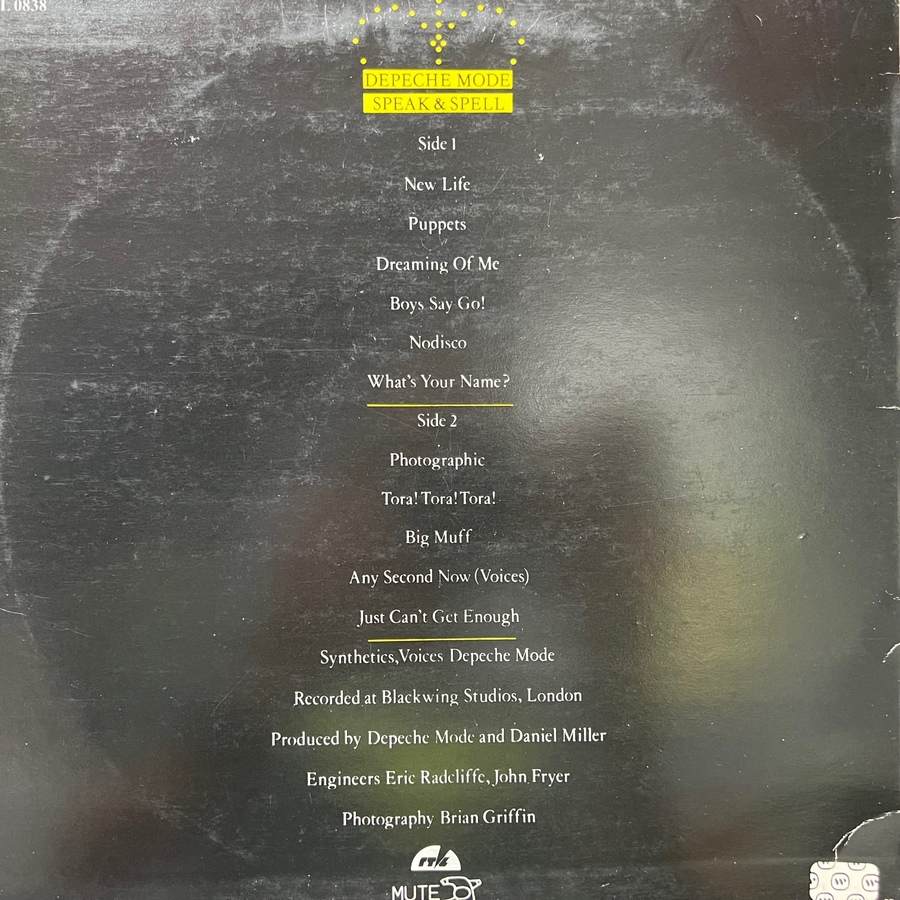 L 0838
DEPECHE MODE
SPEAK & SPELL
Side 1
New Life
Puppets
Dreaming Of Me
Boys Say Go!
Nodisco
What's Your Name?
Side 2
Photographic
Tora! Tora! Tora!
Big Muff
Any Second Now (Voices)
Just Can't Get Enough
Synthetics, Voices Depeche Mode
Recorded at Blackwing Studios, London
Produced by Depeche Mode and Daniel Miller
Engineers Eric Radcliffe, John Fryer
Photography Brian Griffin
MUTE